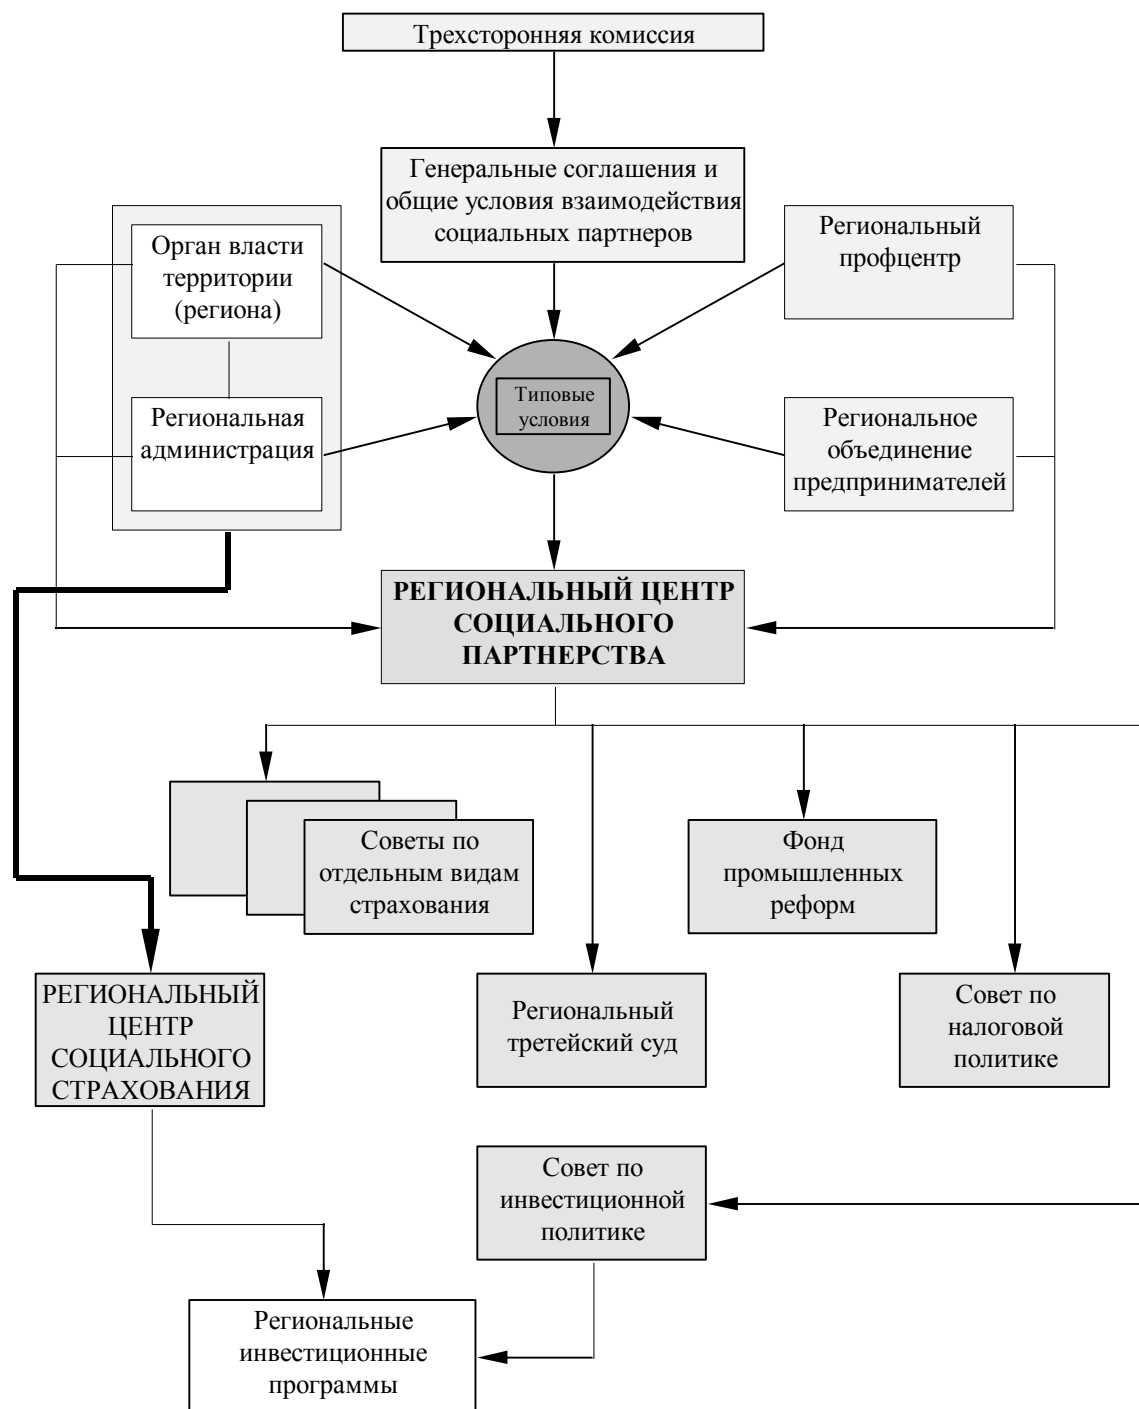 Трехсторонняя комиссия
Генеральные соглашения и
общие условия взаимодействия
социальных партнеров
Орган власти
территории
(региона)
Региональный
профцентр
Типовые
условия
Региональная
администрация
Региональное
объединение
предпринимателей
РЕГИОНАЛЬНЫЙ ЦЕНТР
СОЦИАЛЬНОГО
ПАРТНЕРСТВА
Советы по
отдельным видам
страхования
Фонд
промышленных
реформ
РЕГИОНАЛЬНЫЙ
ЦЕНТР
СОЦИАЛЬНОГО
СТРАХОВАНИЯ
Региональный
третейский суд
Совет по
налоговой
политике
Совет по
инвестиционной
политике
Региональные
инвестиционные
программы